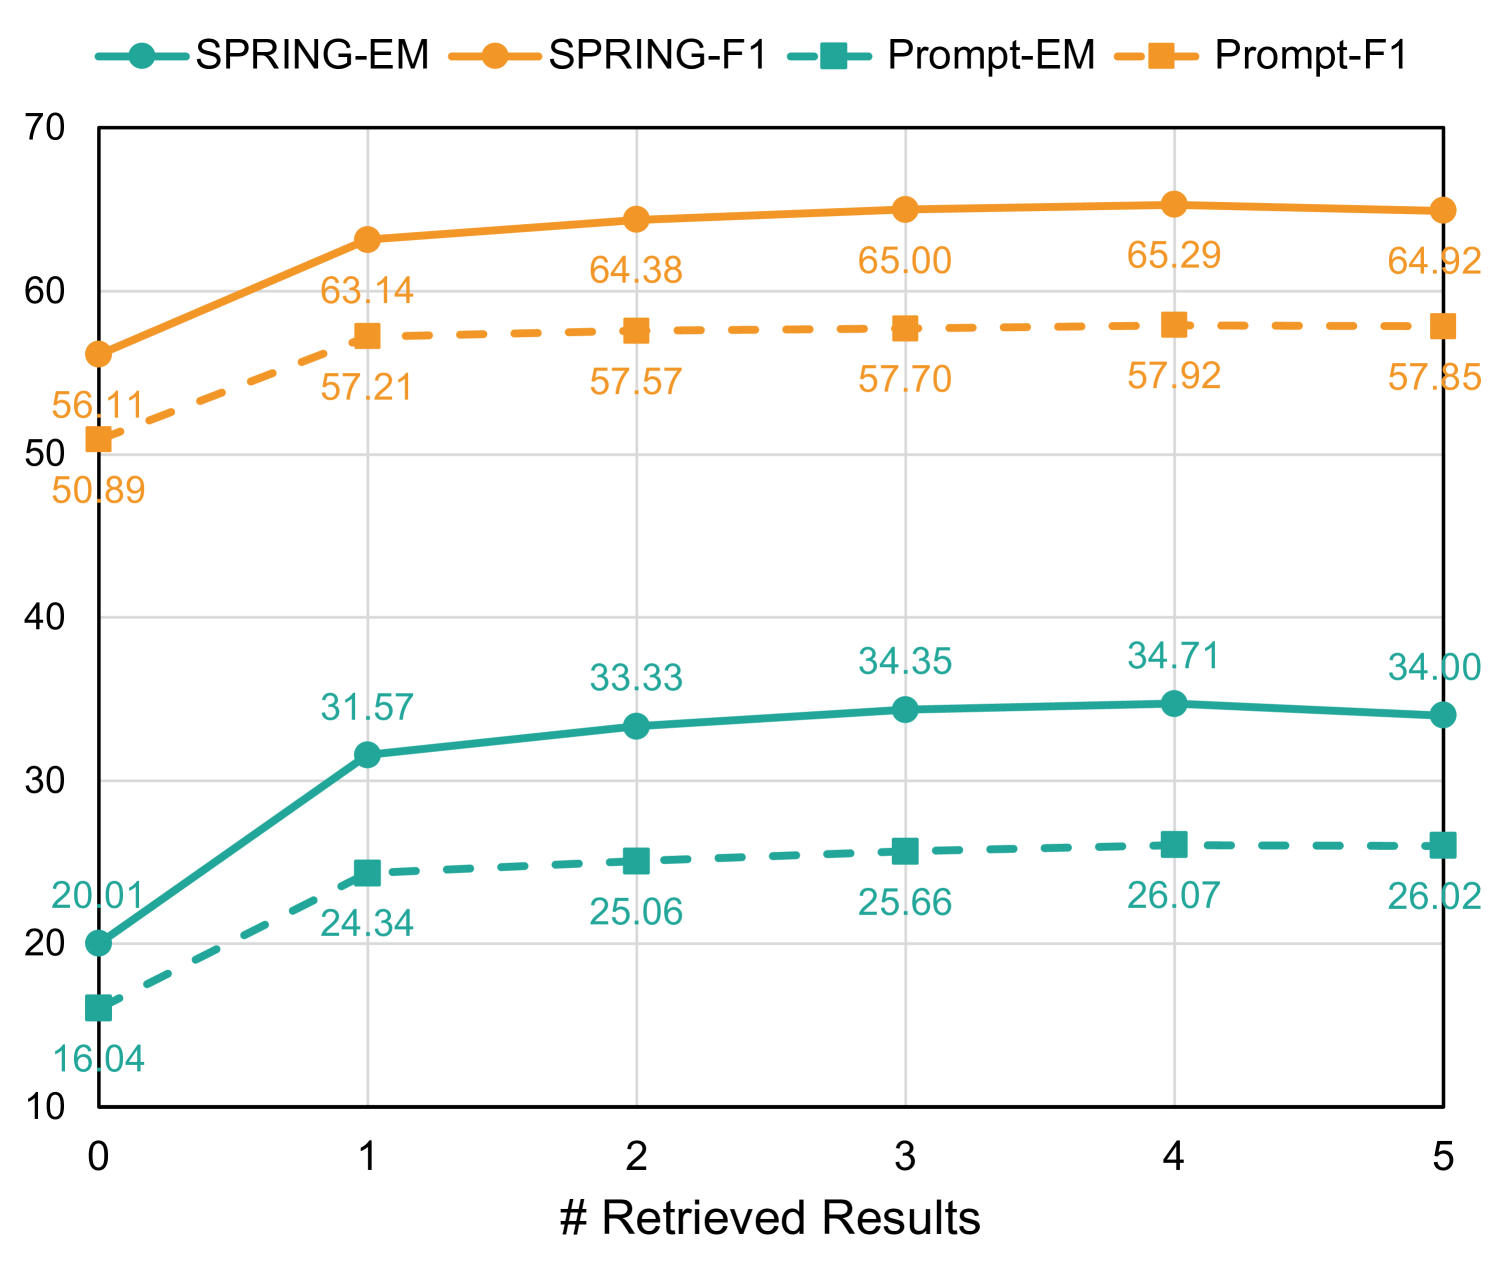 SPRING-EM SPRING-F1 Prompt-EM Prompt-F1
70
60
50
40
30
20
10
56.11 63.14 64.38 65.00 65.29 64.92
50.89 57.21 57.57 57.70 57.92 57.85
20.01 31.57 33.33 34.35 34.71 34.00
16.04 24.34 25.06 25.66 26.07 26.02
0 1 2 3 4 5
# Retrieved Results